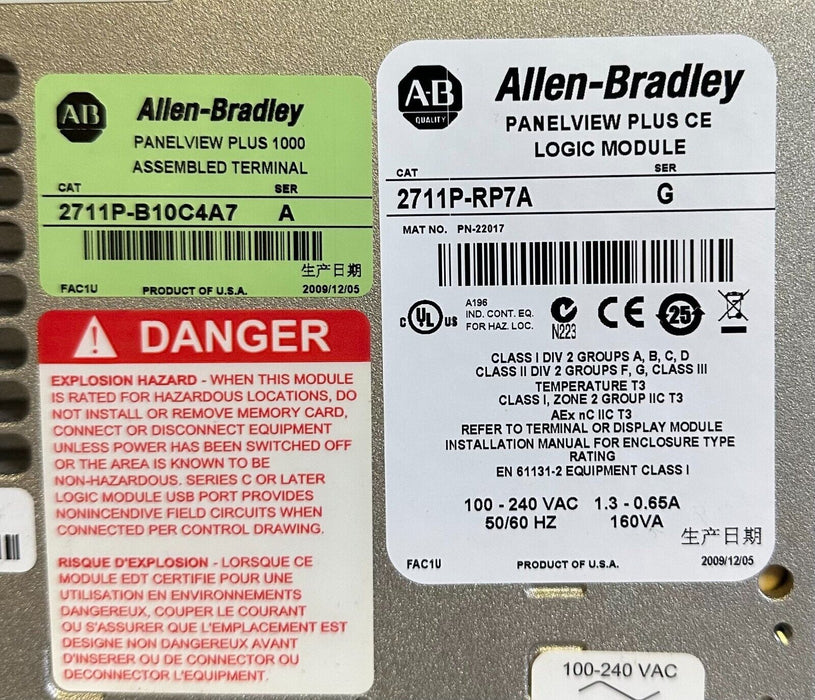 AB Allen-Bradley
PANELVIEW PLUS 1000
ASSEMBLED TERMINAL
CAT SER
2711P-B10C4A7 A
生产日期
FAC1U PRODUCT OF U.S.A. 2009/12/05
DANGER
EXPLOSION HAZARD - WHEN THIS MODULE
IS RATED FOR HAZARDOUS LOCATIONS, DO
NOT INSTALL OR REMOVE MEMORY CARD,
CONNECT OR DISCONNECT EQUIPMENT
UNLESS POWER HAS BEEN SWITCHED OFF
OR THE AREA IS KNOWN TO BE
NON-HAZARDOUS. SERIES C OR LATER
LOGIC MODULE USB PORT PROVIDES
NONINCENDIVE FIELD CIRCUITS WHEN
CONNECTED PER CONTROL DRAWING.
RISQUE D'EXPLOSION - LORSQUE CE
MODULE EDT CERTIFIE POUR UNE
UTILISATION EN ENVIRONNEMENTS
DANGEREUX, COUPER LE COURANT
OU S'ASSURER QUE L'EMPLACEMENT EST
DESIGNE NON DANGEREUX AVANT
D'INSERER OU DE CONNECTOR OU
DECONNECTOR L'EQUIPEMENT.
A-B QUALITY Allen-Bradley
PANELVIEW PLUS CE
LOGIC MODULE
CAT SER
2711P-RP7A G
MAT NO. PN-22017
c UL us
A196
IND. CONT. EQ.
FOR HAZ. LOC.
N223
CE
25
CLASS I DIV 2 GROUPS A, B, C, D
CLASS II DIV 2 GROUPS F, G, CLASS III
TEMPERATURE T3
CLASS I, ZONE 2 GROUP IIC T3
AEx nC IIC T3
REFER TO TERMINAL OR DISPLAY MODULE
INSTALLATION MANUAL FOR ENCLOSURE TYPE
RATING
EN 61131-2 EQUIPMENT CLASS I
100 - 240 VAC 1.3 - 0.65A
50/60 HZ 160VA
生产日期
FAC1U PRODUCT OF U.S.A. 2009/12/05
100-240 VAC